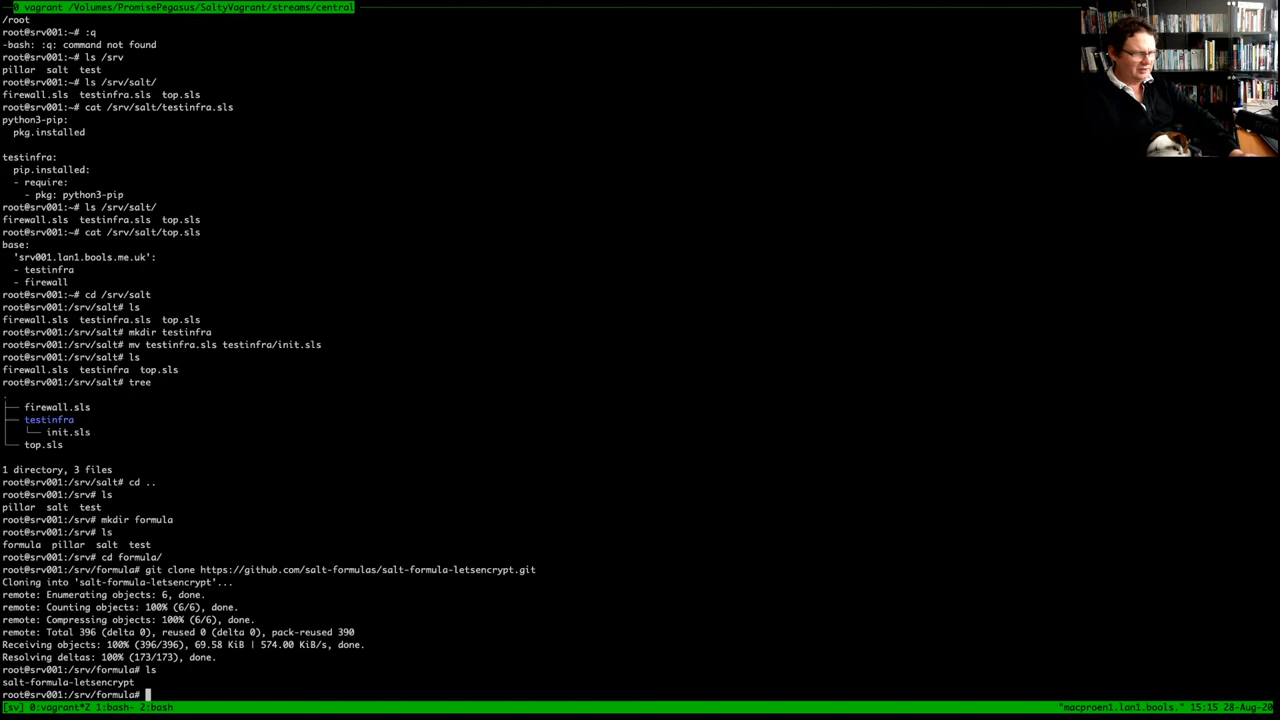 0 vagrant /Volumes/PromisePegasus/SaltyVagrant/streams/central
/root
root@srv001:~# :q
-bash: :q: command not found
root@srv001:~# ls /srv
pillar  salt  test
root@srv001:~# ls /srv/salt/
firewall.sls  testinfra.sls  top.sls
root@srv001:~# cat /srv/salt/testinfra.sls
python3-pip:
  pkg.installed

testinfra:
  pip.installed:
  - require:
    - pkg: python3-pip
root@srv001:~# ls /srv/salt/
firewall.sls  testinfra.sls  top.sls
root@srv001:~# cat /srv/salt/top.sls
base:
  'srv001.lan1.bools.me.uk':
  - testinfra
  - firewall
root@srv001:~# cd /srv/salt
root@srv001:/srv/salt# ls
firewall.sls  testinfra.sls  top.sls
root@srv001:/srv/salt# mkdir testinfra
root@srv001:/srv/salt# mv testinfra.sls testinfra/init.sls
root@srv001:/srv/salt# ls
firewall.sls  testinfra  top.sls
root@srv001:/srv/salt# tree
.
├── firewall.sls
├── testinfra
│   └── init.sls
└── top.sls

1 directory, 3 files
root@srv001:/srv/salt# cd ..
root@srv001:/srv# ls
pillar  salt  test
root@srv001:/srv# mkdir formula
root@srv001:/srv# ls
formula  pillar  salt  test
root@srv001:/srv# cd formula/
root@srv001:/srv/formula# git clone https://github.com/salt-formulas/salt-formula-letsencrypt.git
Cloning into 'salt-formula-letsencrypt'...
remote: Enumerating objects: 6, done.
remote: Counting objects: 100% (6/6), done.
remote: Compressing objects: 100% (6/6), done.
remote: Total 396 (delta 0), reused 0 (delta 0), pack-reused 390
Receiving objects: 100% (396/396), 69.58 KiB | 574.00 KiB/s, done.
Resolving deltas: 100% (173/173), done.
root@srv001:/srv/formula# ls
salt-formula-letsencrypt
root@srv001:/srv/formula#
[sv] 0:vagrant*Z 1:bash- 2:bash "macproen1.lan1.bools." 15:15 28-Aug-20